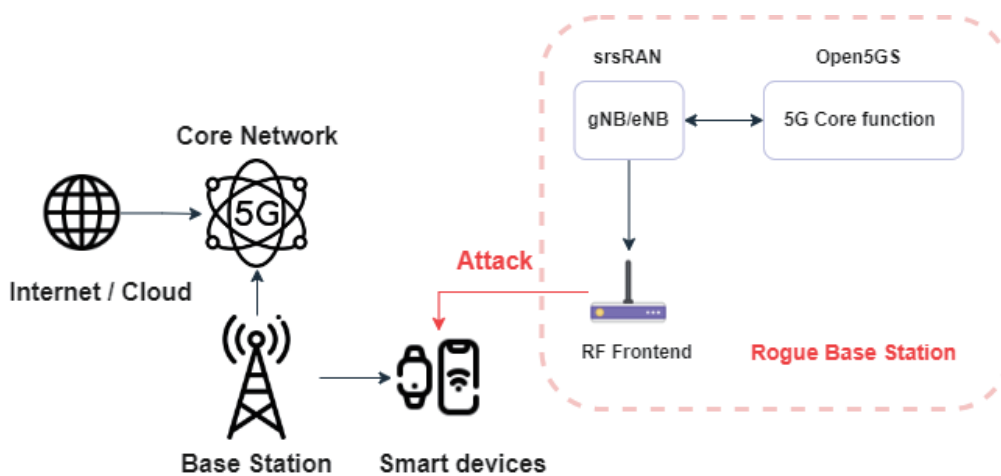 srsRAN
Open5GS
gNB/eNB
5G Core function
Core Network
5G
Internet / Cloud
Attack
RF Frontend
Rogue Base Station
Base Station
Smart devices